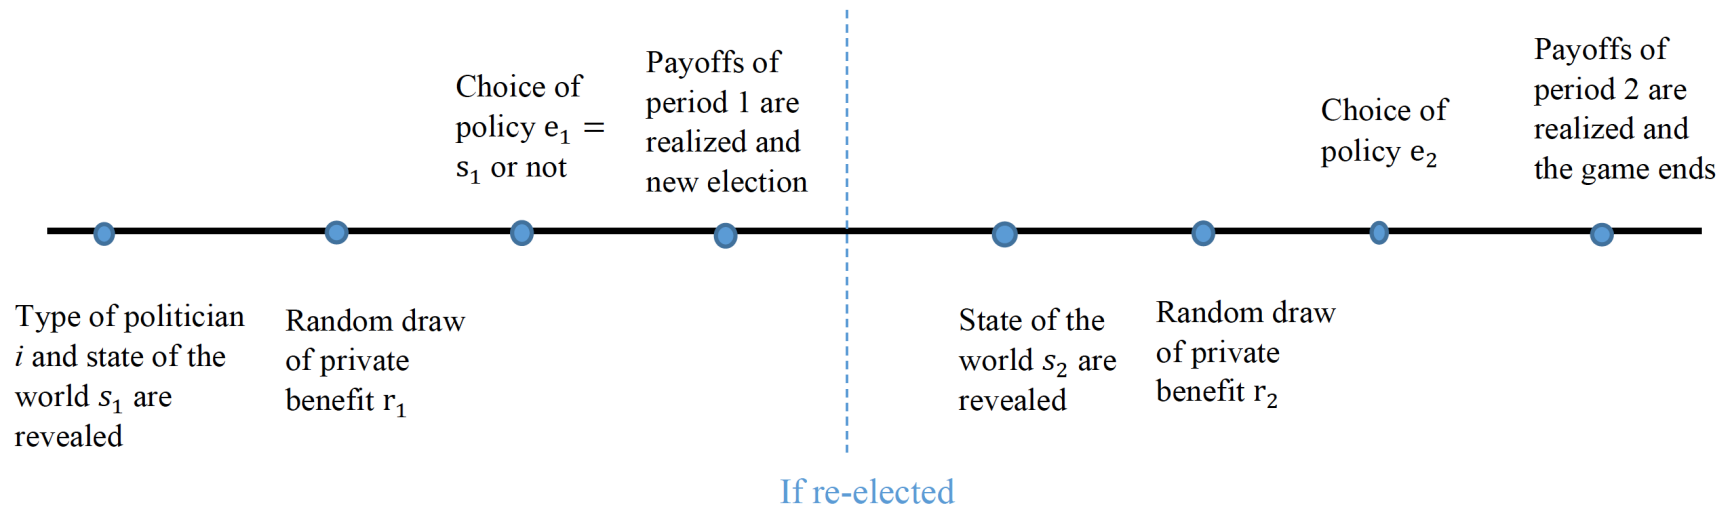 Choice of
policy e₁ =
s₁ or not
Payoffs of
period 1 are
realized and
new election
Choice of
policy e₂
Payoffs of
period 2 are
realized and
the game ends
Type of politician
i and state of the
world s₁ are
revealed
Random draw
of private
benefit r₁
State of the
world s₂ are
revealed
Random draw
of private
benefit r₂
If re-elected